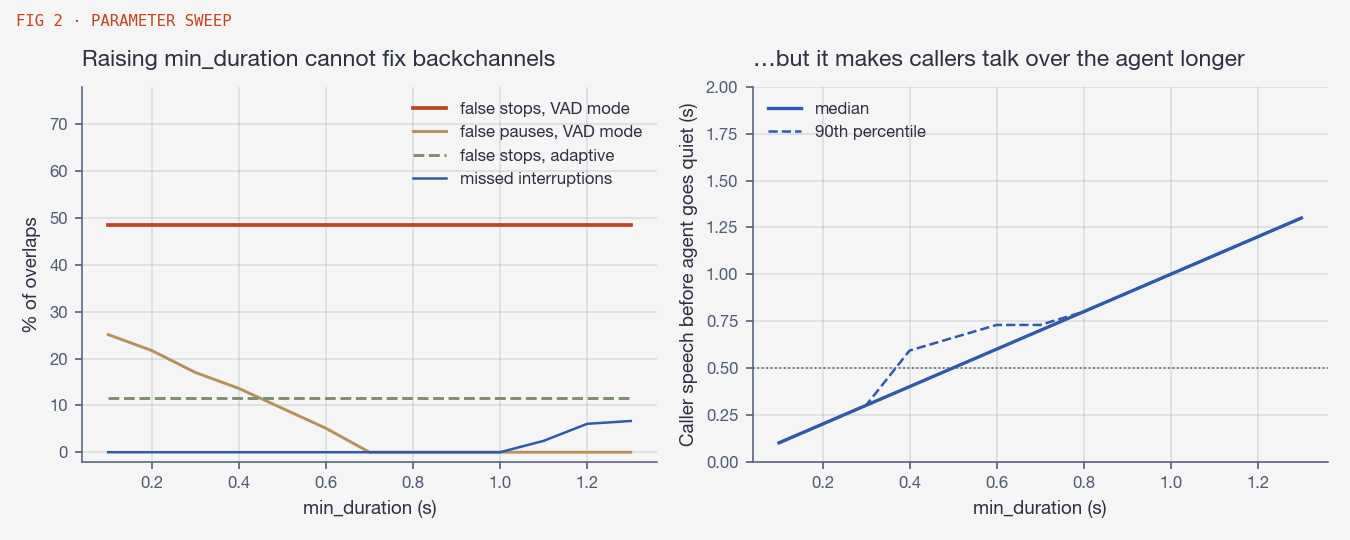 FIG 2 · PARAMETER SWEEP
Raising min_duration cannot fix backchannels
false stops, VAD mode
false pauses, VAD mode
false stops, adaptive
missed interruptions
% of overlaps
70
60
50
40
30
20
10
0
0.2 0.4 0.6 0.8 1.0 1.2
min_duration (s)
...but it makes callers talk over the agent longer
median
90th percentile
Caller speech before agent goes quiet (s)
2.00
1.75
1.50
1.25
1.00
0.75
0.50
0.25
0.00
0.2 0.4 0.6 0.8 1.0 1.2
min_duration (s)